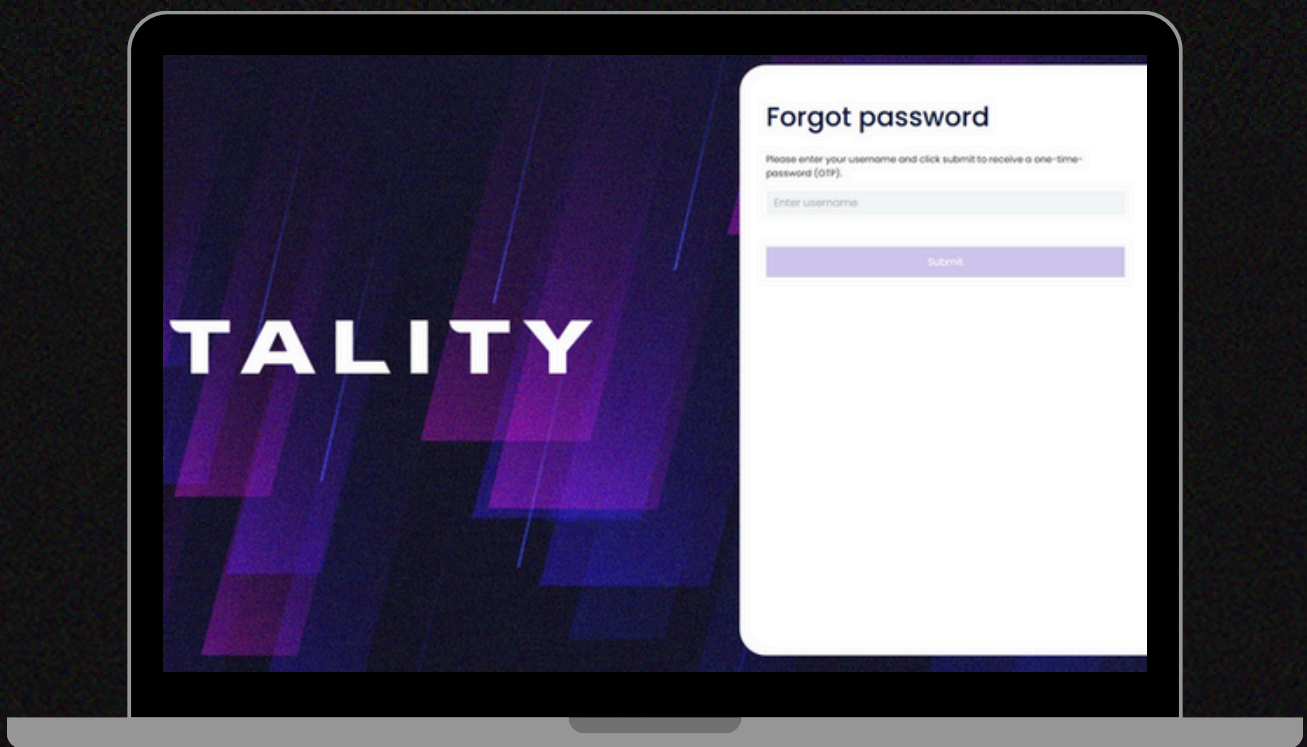 TALITY
Forgot password
Please enter your username and click submit to receive a one-time-
password (OTP).
Enter username
Submit